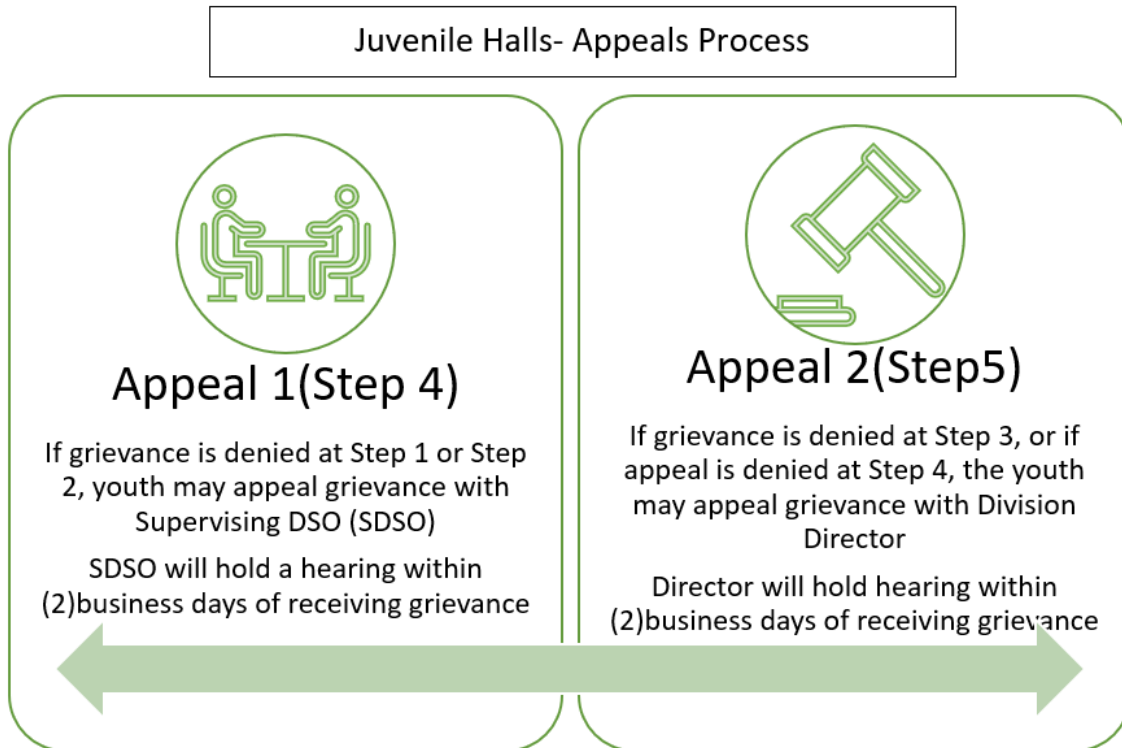 Juvenile Halls- Appeals Process
Appeal 1(Step 4)
If grievance is denied at Step 1 or Step
2, youth may appeal grievance with
Supervising DSO (SDSO)
SDSO will hold a hearing within
(2)business days of receiving grievance
Appeal 2(Step5)
If grievance is denied at Step 3, or if
appeal is denied at Step 4, the youth
may appeal grievance with Division
Director
Director will hold hearing within
(2)business days of receiving grievance